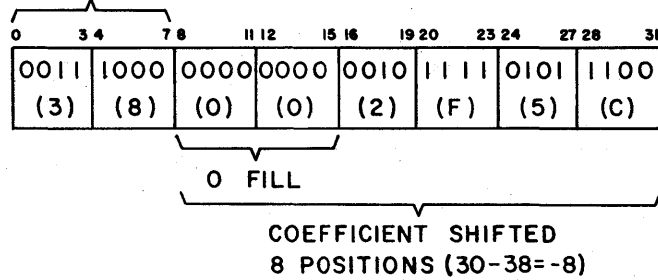 0 3 4 7 8 11 12 15 16 19 20 23 24 27 28 31
0011 1000 0000 0000 0010 1111 0101 1100
(3) (8) (0) (0) (2) (F) (5) (C)
0 FILL
COEFFICIENT SHIFTED
8 POSITIONS (30-38=-8)